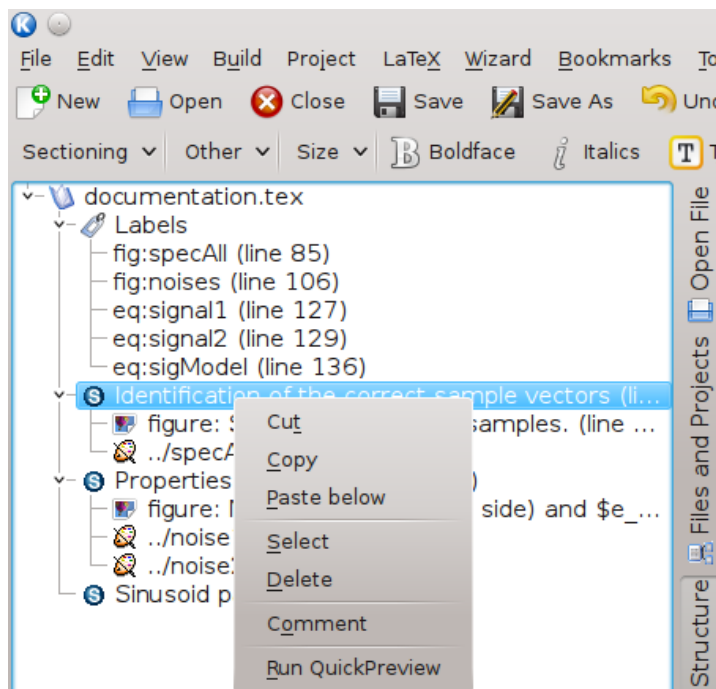 File Edit View Build Project LaTeX Wizard Bookmarks To
New Open Close Save Save As Und
Sectioning Other Size B Boldface i Italics T T
documentation.tex
Labels
fig:specAll (line 85)
fig:noises (line 106)
eq:signal1 (line 127)
eq:signal2 (line 129)
eq:sigModel (line 136)
S Identification of the correct sample vectors (li...
figure: S samples. (line ...
../specA
S Properties )
figure: side) and $e_...
../noise
../noise
S Sinusoid p
Cut
Copy
Paste below
Select
Delete
Comment
Run QuickPreview
Open File
Files and Projects
Structure